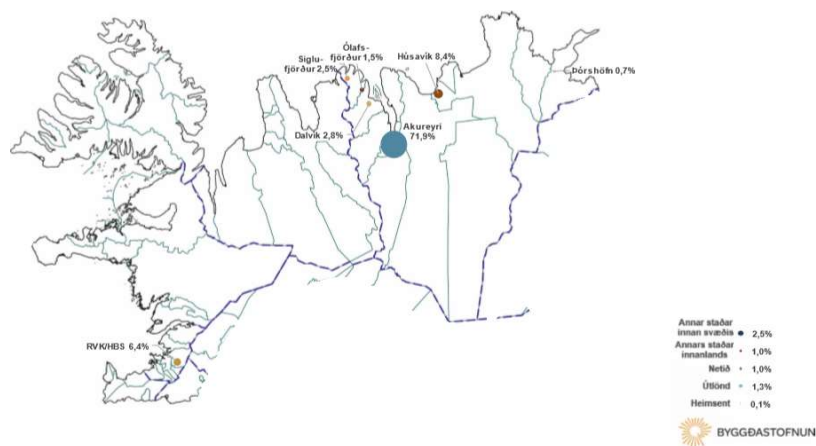 Ólafs-
fjörður 1,5%
Siglu-
fjörður 2,5%
Húsavík 8,4%
Þórshöfn 0,7%
Dalvík 2,8%
Akureyri
71,9%
RVK/HBS 6,4%
Annar staðar
innan svæðis 2,5%
Annars staðar
innanlands 1,0%
Netið 1,0%
Útlönd 1,3%
Heimsent 0,1%
BYGGÐASTOFNUN